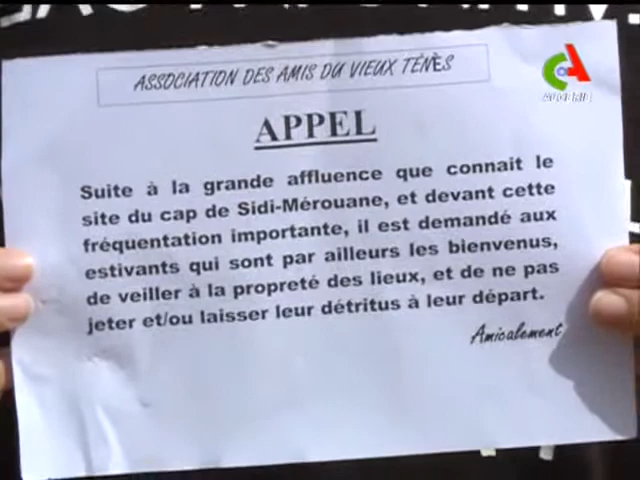 ASSOCIATION DES AMIS DU VIEUX TÉNÈS
APPEL
Suite à la grande affluence que connait le
site du cap de Sidi-Mérouane, et devant cette
fréquentation importante, il est demandé aux
estivants qui sont par ailleurs les bienvenus,
de veiller à la propreté des lieux, et de ne pas
jeter et/ou laisser leur détritus à leur départ.
Amicalement